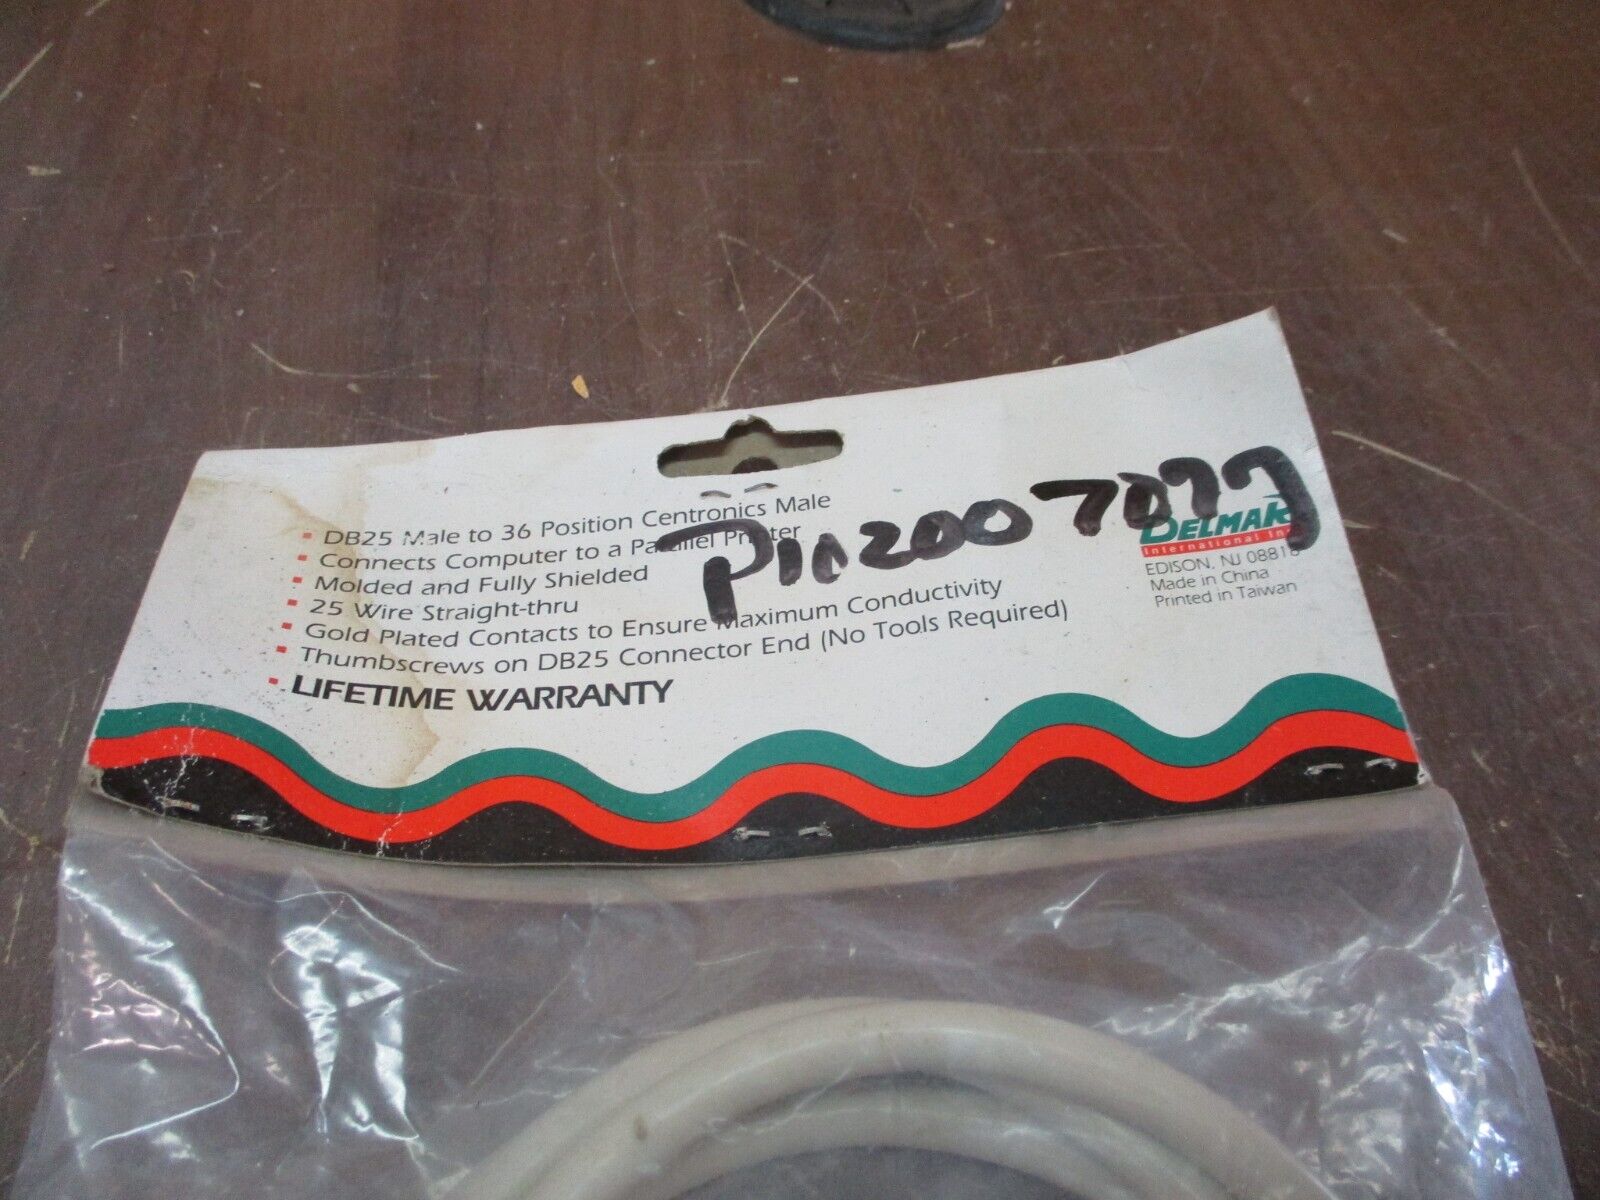 DB25 Male to 36 Position Centronics Male
Connects Computer to a Parallel Printer
Molded and Fully Shielded
25 Wire Straight-thru
Gold Plated Contacts to Ensure Maximum Conductivity
Thumbscrews on DB25 Connector End (No Tools Required)
LIFETIME WARRANTY
DELMAR
International Inc
EDISON, NJ 08818
Made in China
Printed in Taiwan